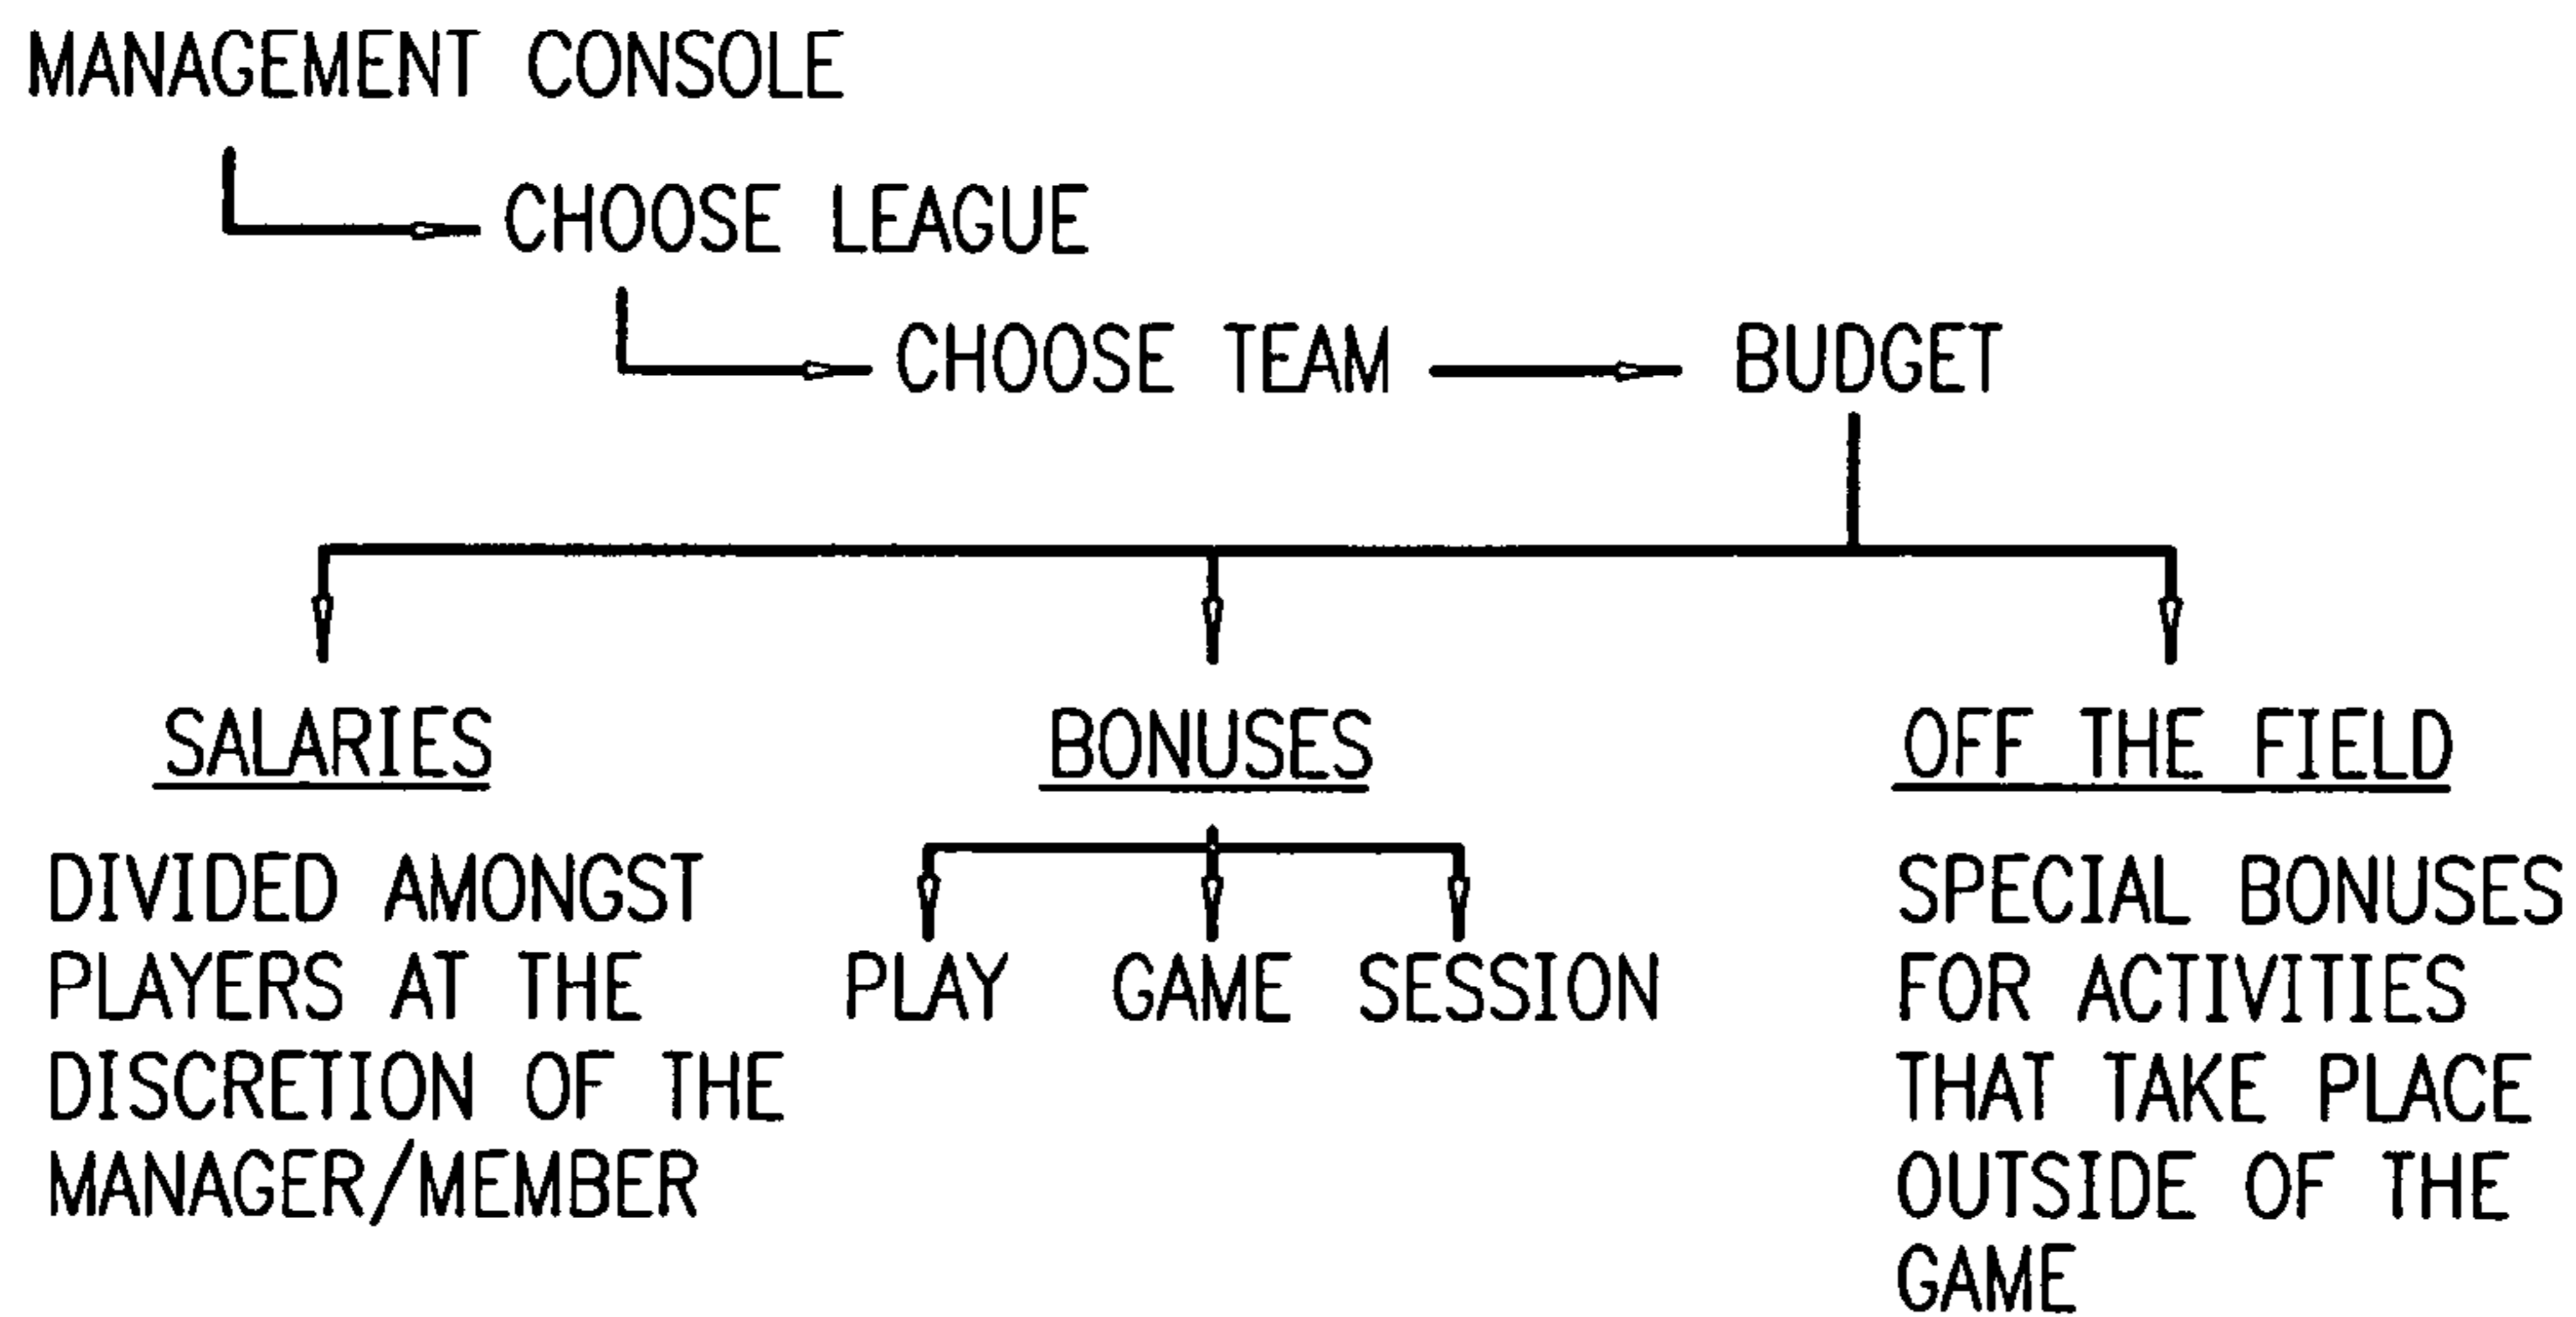 MANAGEMENT CONSOLE
CHOOSE LEAGUE
CHOOSE TEAM
BUDGET
SALARIES
DIVIDED AMONGST
PLAYERS AT THE
DISCRETION OF THE
MANAGER/MEMBER
BONUSES
PLAY
GAME
SESSION
OFF THE FIELD
SPECIAL BONUSES
FOR ACTIVITIES
THAT TAKE PLACE
OUTSIDE OF THE
GAME